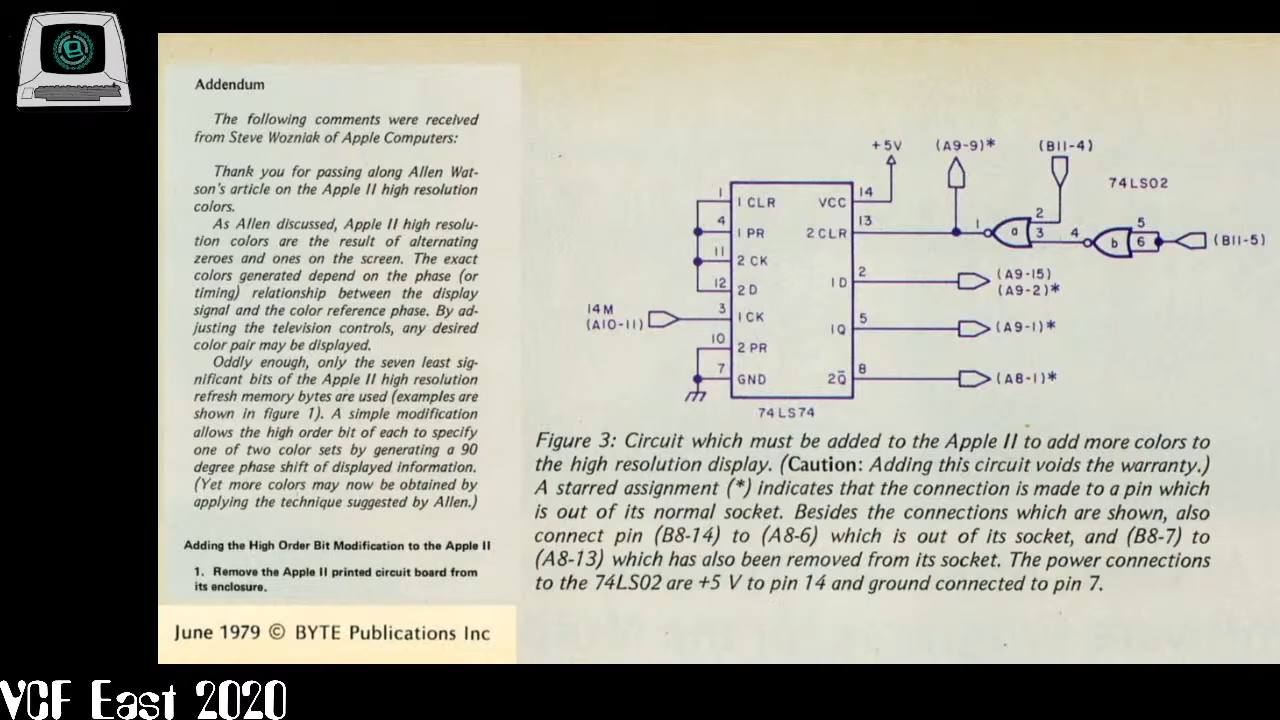 Addendum
The following comments were received
from Steve Wozniak of Apple Computers:
Thank you for passing along Allen Wat-
son's article on the Apple II high resolution
colors.
As Allen discussed, Apple II high resolu-
tion colors are the result of alternating
zeroes and ones on the screen. The exact
colors generated depend on the phase (or
timing) relationship between the display
signal and the color reference phase. By ad-
justing the television controls, any desired
color pair may be displayed.
Oddly enough, only the seven least sig-
nificant bits of the Apple II high resolution
refresh memory bytes are used (examples are
shown in figure 1). A simple modification
allows the high order bit of each to specify
one of two color sets by generating a 90
degree phase shift of displayed information.
(Yet more colors may now be obtained by
applying the technique suggested by Allen.)
Adding the High Order Bit Modification to the Apple II
1. Remove the Apple II printed circuit board from
its enclosure.
June 1979 © BYTE Publications Inc
+5V
(A9-9)*
(B11-4)
74LS02
1
1 CLR
VCC
14
4
1 PR
2 CLR
13
1
a
2
3
4
b
5
6
(B11-5)
11
2 CK
12
2 D
1 D
2
(A9-15)
(A9-2)*
14M
(A10-11)
3
1 CK
1Q
5
(A9-1)*
10
2 PR
7
GND
2Q̅
8
(A8-1)*
74LS74
Figure 3: Circuit which must be added to the Apple II to add more colors to
the high resolution display. (Caution: Adding this circuit voids the warranty.)
A starred assignment (*) indicates that the connection is made to a pin which
is out of its normal socket. Besides the connections which are shown, also
connect pin (B8-14) to (A8-6) which is out of its socket, and (B8-7) to
(A8-13) which has also been removed from its socket. The power connections
to the 74LS02 are +5 V to pin 14 and ground connected to pin 7.
VCF East 2020